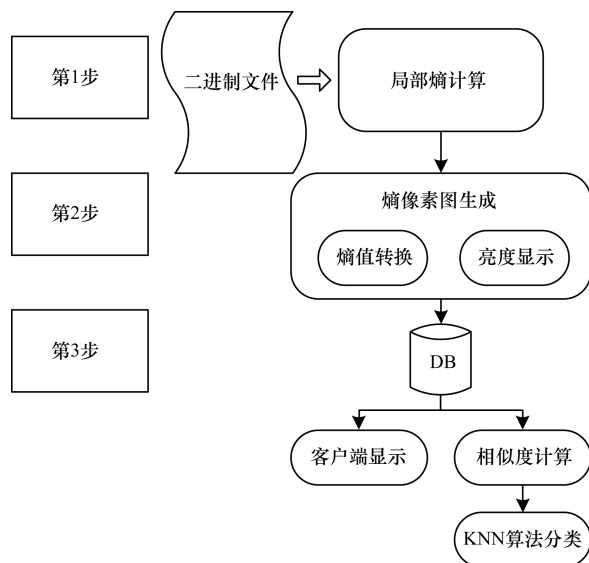 第1步
二进制文件
局部熵计算
第2步
熵像素图生成
熵值转换
亮度显示
第3步
DB
客户端显示
相似度计算
KNN算法分类